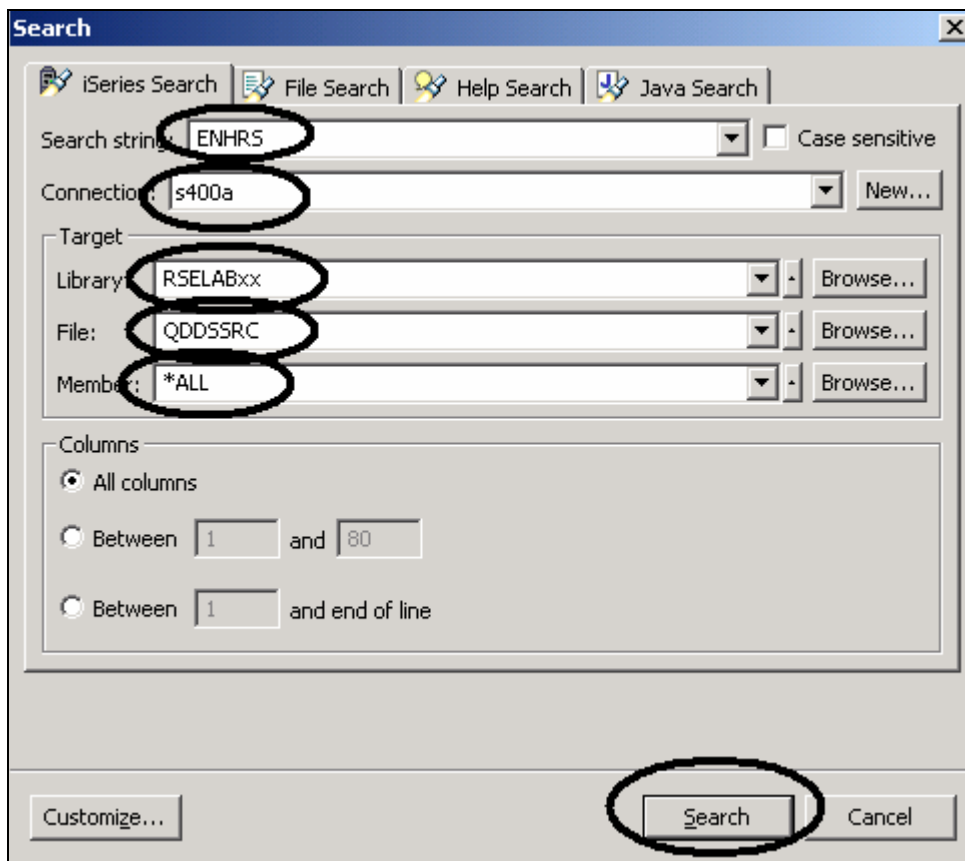 Search
iSeries Search File Search Help Search Java Search
Search string: ENHRS Case sensitive
Connection: s400a New...
Target
Library: RSELABxx Browse...
File: QDDSSRC Browse...
Member: *ALL Browse...
Columns
All columns
Between 1 and 80
Between 1 and end of line
Customize... Search Cancel